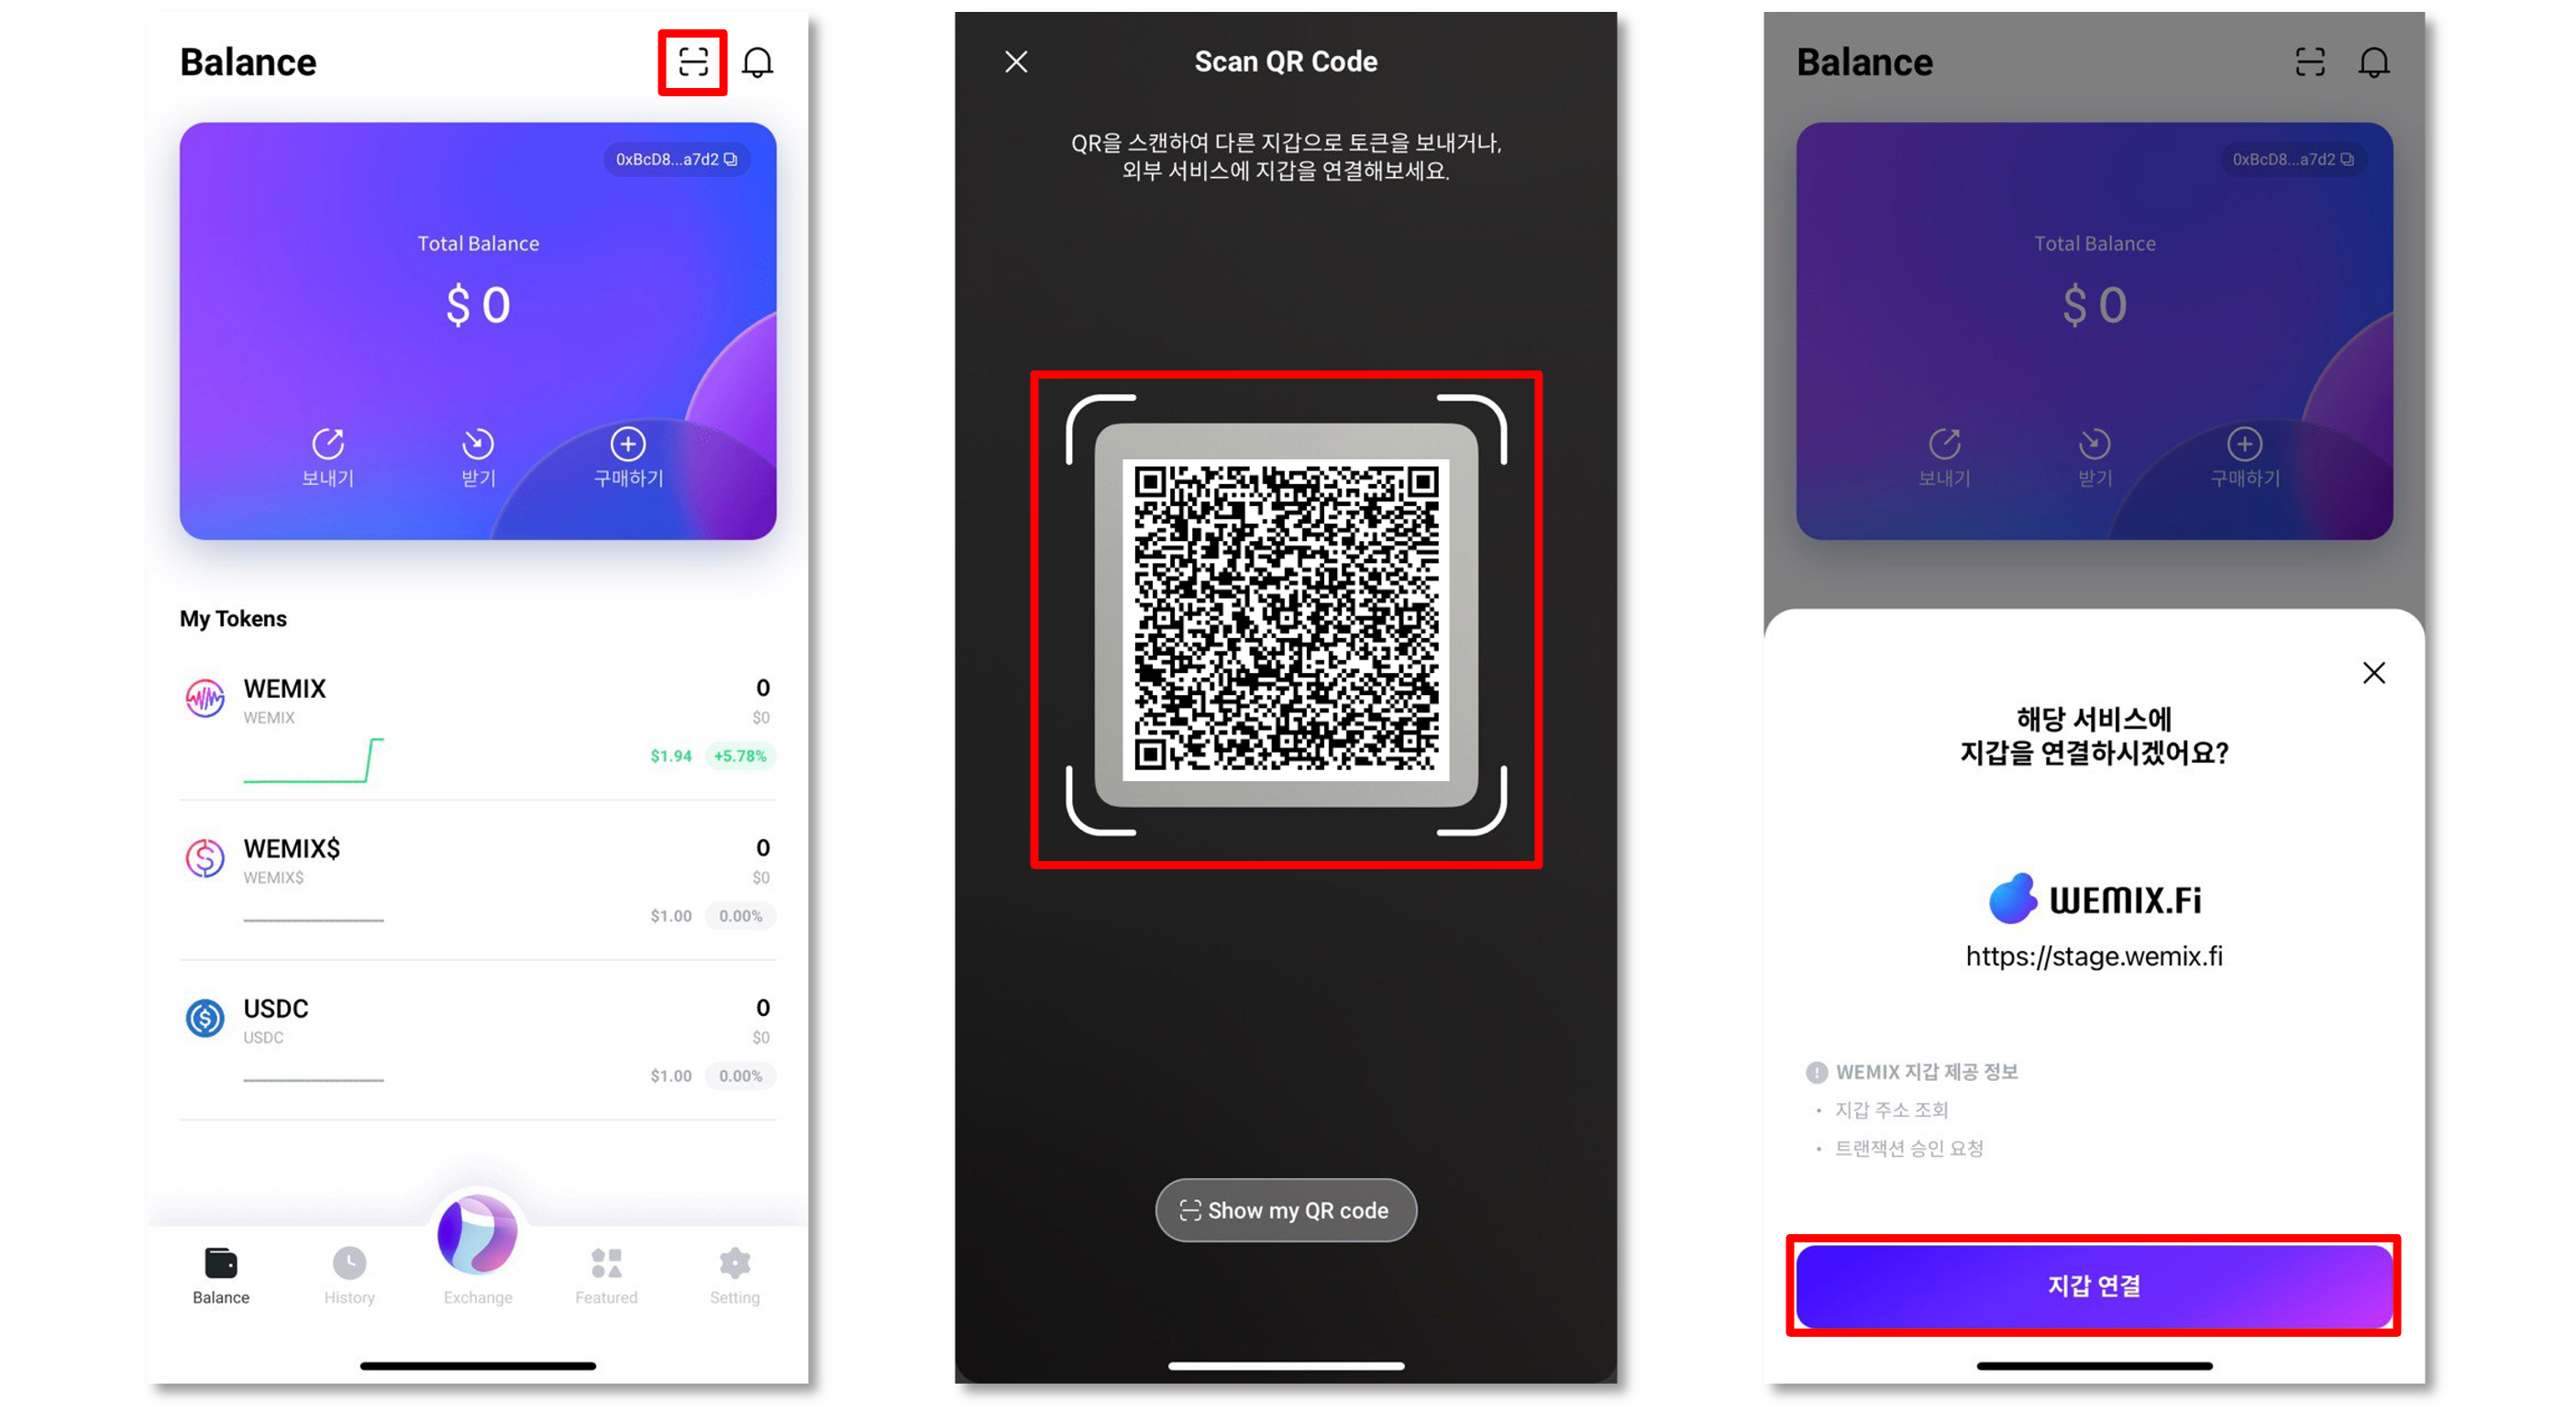 Balance
0xBcD8...a7d2
Total Balance
$ 0
보내기
받기
구매하기
My Tokens
WEMIX
0
WEMIX
$0
$1.94
+5.78%
WEMIX$
0
WEMIX$
$0
$1.00
0.00%
USDC
0
USDC
$0
$1.00
0.00%
Balance
History
Exchange
Featured
Setting
Scan QR Code
QR을 스캔하여 다른 지갑으로 토큰을 보내거나,
외부 서비스에 지갑을 연결해보세요.
Show my QR code
Balance
0xBcD8...a7d2
Total Balance
$ 0
보내기
받기
구매하기
해당 서비스에
지갑을 연결하시겠어요?
WEMIX.Fi
https://stage.wemix.fi
WEMIX 지갑 제공 정보
• 지갑 주소 조회
• 트랜잭션 승인 요청
지갑 연결